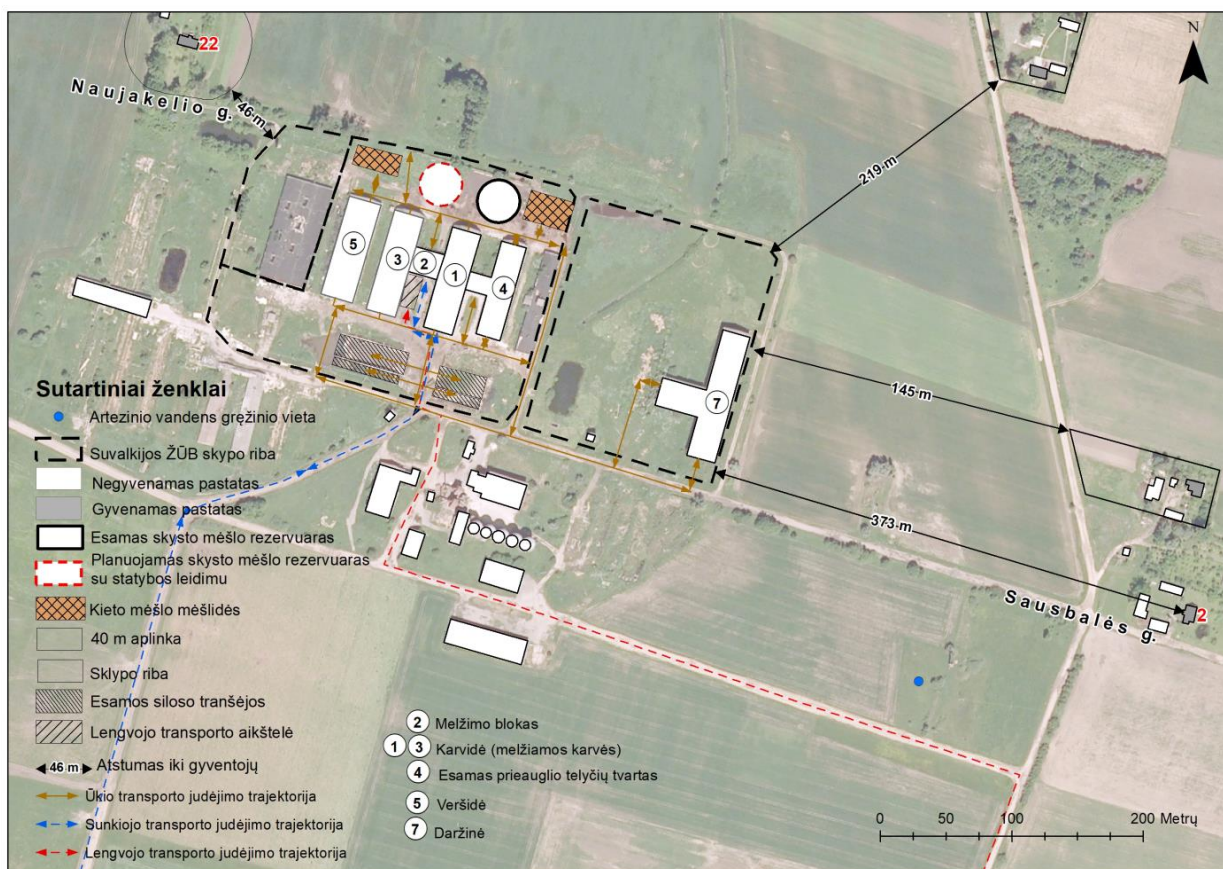 22
N
Naujakelio g.
46 m
219 m
5
3
2
1
4
7
145 m
373 m
Sausbalės g.
2
Sutartiniai ženklai
Artezinio vandens gręžinio vieta
Suvalkijos ŽŪB skypo riba
Negyvenamas pastatas
Gyvenamas pastatas
Esamas skysto mėšlo rezervuaras
Planuojamas skysto mėšlo rezervuaras
su statybos leidimu
Kieto mėšlo mėšlidės
40 m aplinka
Sklypo riba
Esamos siloso tranšėjos
Lengvojo transporto aikštelė
46 m Atstumas iki gyventojų
Ūkio transporto judėjimo trajektorija
Sunkiojo transporto judėjimo trajektorija
Lengvojo transporto judėjimo trajektorija
2 Melžimo blokas
1 3 Karvidė (melžiamos karvės)
4 Esamas prieauglio telyčių tvartas
5 Veršidė
7 Daržinė
0 50 100 200 Metrų